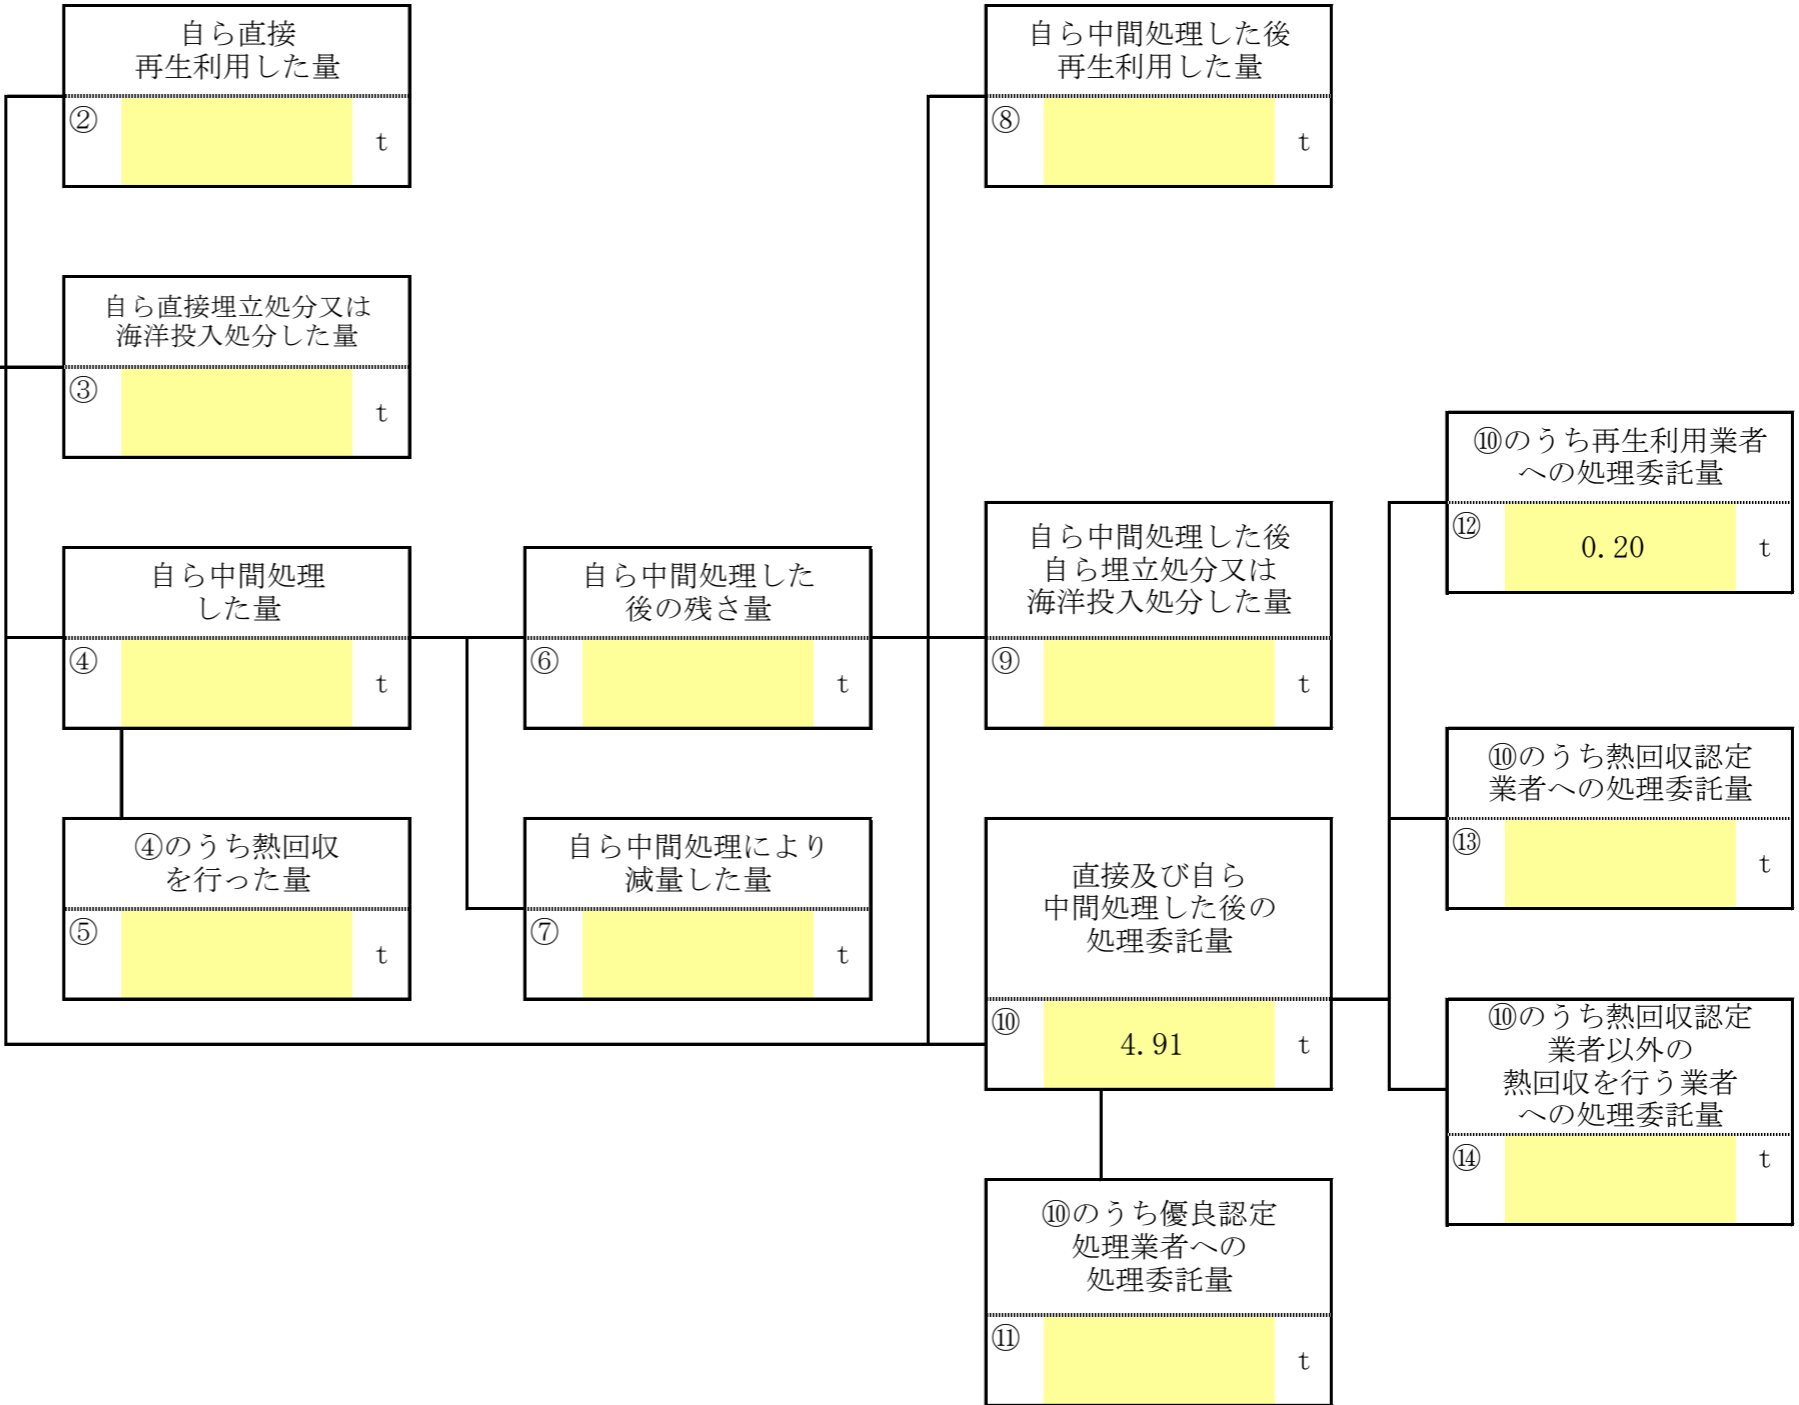 自ら直接
再生利用した量
② t
自ら中間処理した後
再生利用した量
⑧ t
自ら直接埋立処分又は
海洋投入処分した量
③ t
⑩のうち再生利用業者
への処理委託量
⑫ 0.20 t
自ら中間処理
した量
④ t
自ら中間処理した
後の残さ量
⑥ t
自ら中間処理した後
自ら埋立処分又は
海洋投入処分した量
⑨ t
⑩のうち熱回収認定
業者への処理委託量
⑬ t
④のうち熱回収
を行った量
⑤ t
自ら中間処理により
減量した量
⑦ t
直接及び自ら
中間処理した後の
処理委託量
⑩ 4.91 t
⑩のうち熱回収認定
業者以外の
熱回収を行う業者
への処理委託量
⑭ t
⑩のうち優良認定
処理業者への
処理委託量
⑪ t